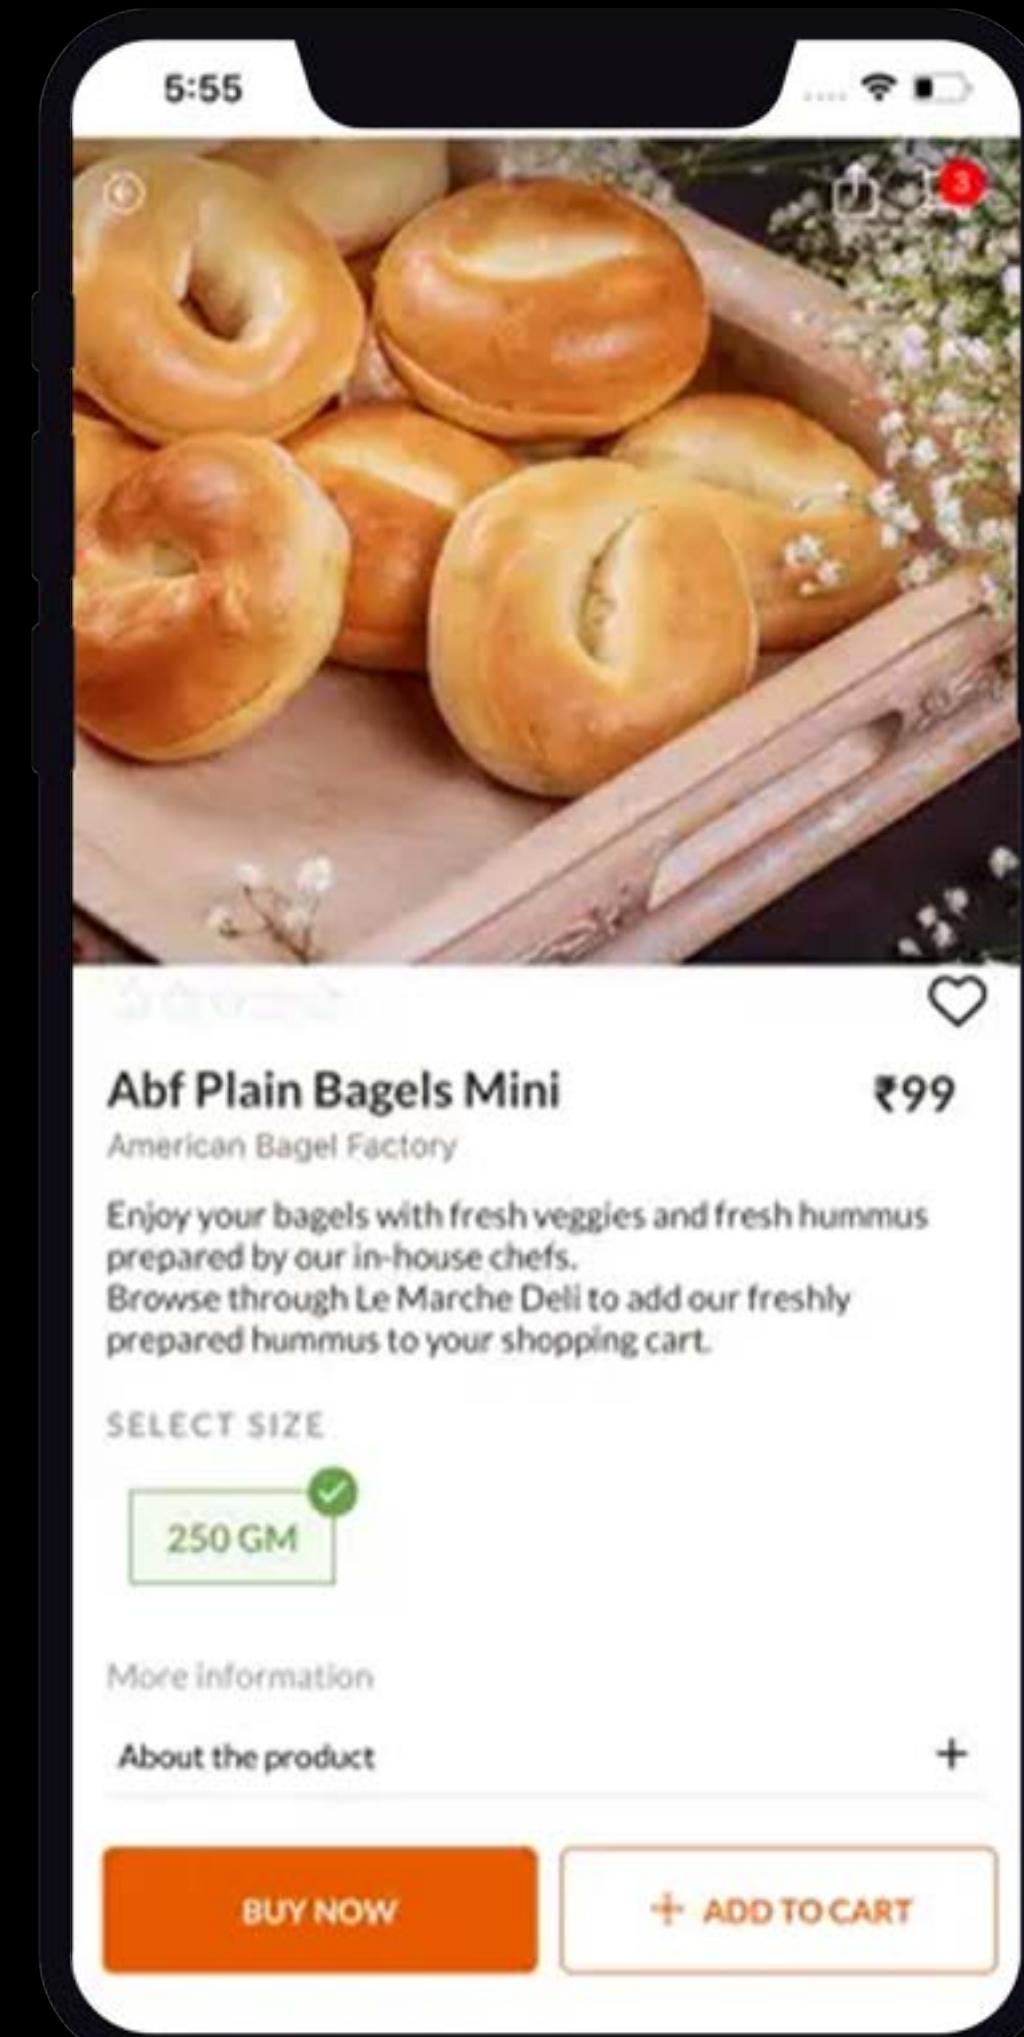 5:55
3
Abf Plain Bagels Mini
₹99
American Bagel Factory
Enjoy your bagels with fresh veggies and fresh hummus
prepared by our in-house chefs.
Browse through Le Marche Deli to add our freshly
prepared hummus to your shopping cart.
SELECT SIZE
250 GM
More information
About the product
BUY NOW
+ ADD TO CART